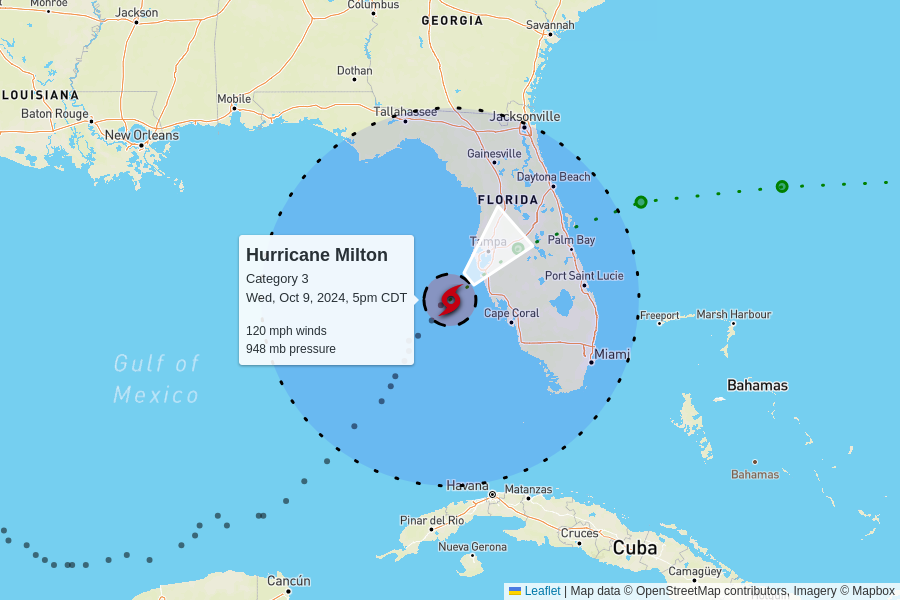 Monroe
Jackson
Columbus
GEORGIA
Savannah
Dothan
LOUISIANA
Mobile
Baton Rouge
Tallahassee
Jacksonville
New Orleans
Gainesville
Daytona Beach
FLORIDA
Tampa
Palm Bay
Hurricane Milton
Category 3
Wed, Oct 9, 2024, 5pm CDT
120 mph winds
948 mb pressure
Port Saint Lucie
Cape Coral
Freeport
Marsh Harbour
Miami
Gulf of
Mexico
Bahamas
Bahamas
Havana
Matanzas
Pinar del Río
Cruces
Nueva Gerona
Cuba
Camagüey
Cancún
Leaflet | Map data © OpenStreetMap contributors, Imagery © Mapbox